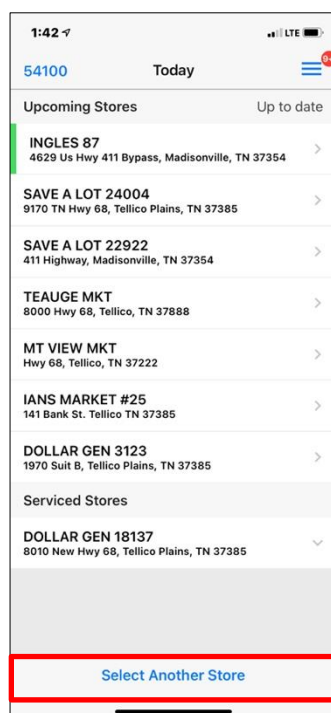 1:42 LTE
9+
54100 Today
Upcoming Stores Up to date
INGLES 87
4629 Us Hwy 411 Bypass, Madisonville, TN 37354
SAVE A LOT 24004
9170 TN Hwy 68, Tellico Plains, TN 37385
SAVE A LOT 22922
411 Highway, Madisonville, TN 37354
TEAUGE MKT
8000 Hwy 68, Tellico, TN 37888
MT VIEW MKT
Hwy 68, Tellico, TN 37222
IANS MARKET #25
141 Bank St. Tellico TN 37385
DOLLAR GEN 3123
1970 Suit B, Tellico Plains, TN 37385
Serviced Stores
DOLLAR GEN 18137
8010 New Hwy 68, Tellico Plains, TN 37385
Select Another Store